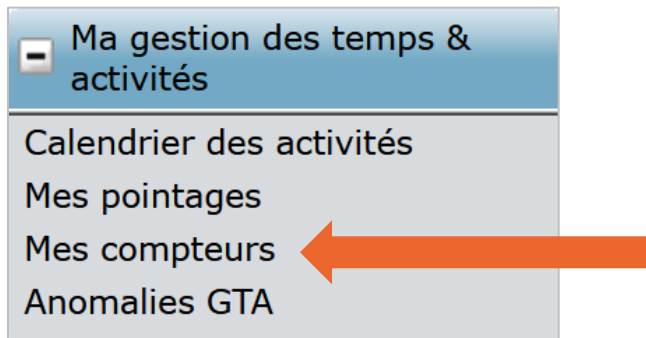 Ma gestion des temps &
activités
Calendrier des activités
Mes pointages
Mes compteurs
Anomalies GTA